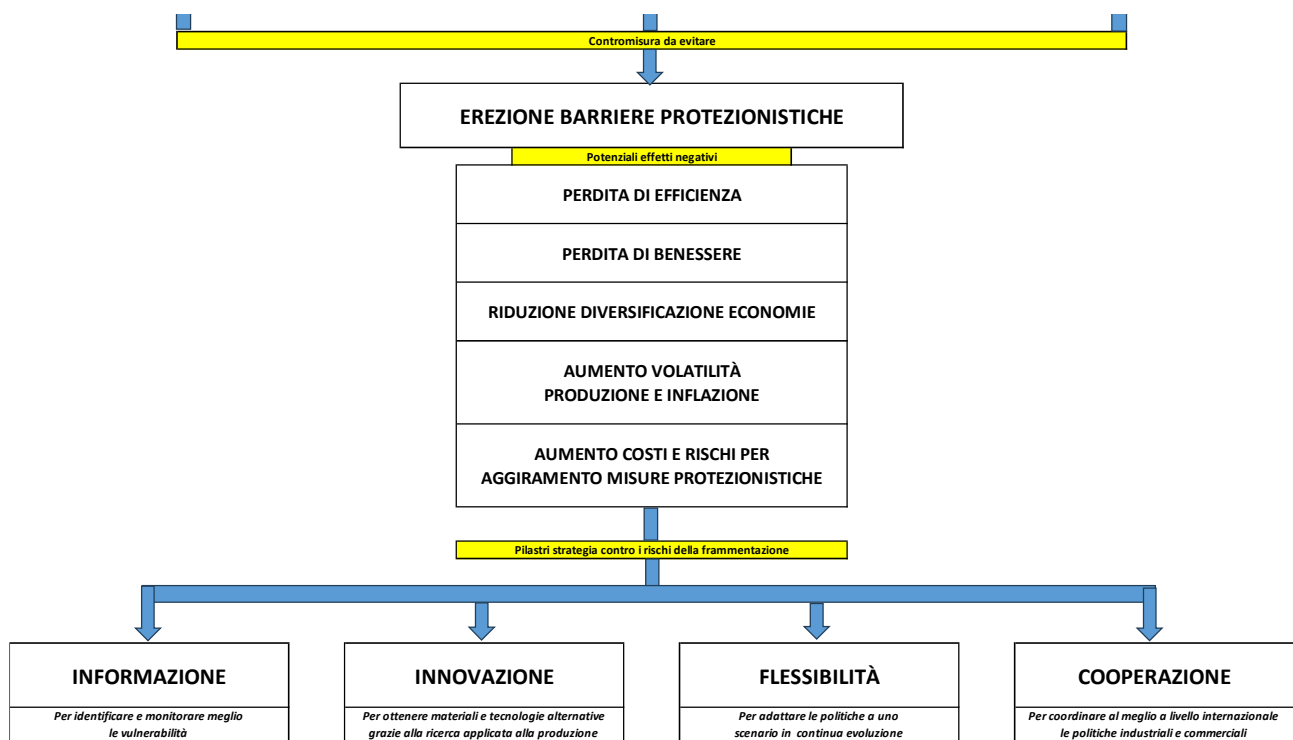 Contromisura da evitare
EREZIONE BARRIERE PROTEZIONISTICHE
Potenziali effetti negativi
PERDITA DI EFFICIENZA
PERDITA DI BENESSERE
RIDUZIONE DIVERSIFICAZIONE ECONOMIE
AUMENTO VOLATILITÀ
PRODUZIONE E INFLAZIONE
AUMENTO COSTI E RISCHI PER
AGGIRAMENTO MISURE PROTEZIONISTICHE
Pilastri strategia contro i rischi della frammentazione
INFORMAZIONE
Per identificare e monitorare meglio
le vulnerabilità
INNOVAZIONE
Per ottenere materiali e tecnologie alternative
grazie alla ricerca applicata alla produzione
FLESSIBILITÀ
Per adattare le politiche a uno
scenario in continua evoluzione
COOPERAZIONE
Per coordinare al meglio a livello internazionale
le politiche industriali e commerciali